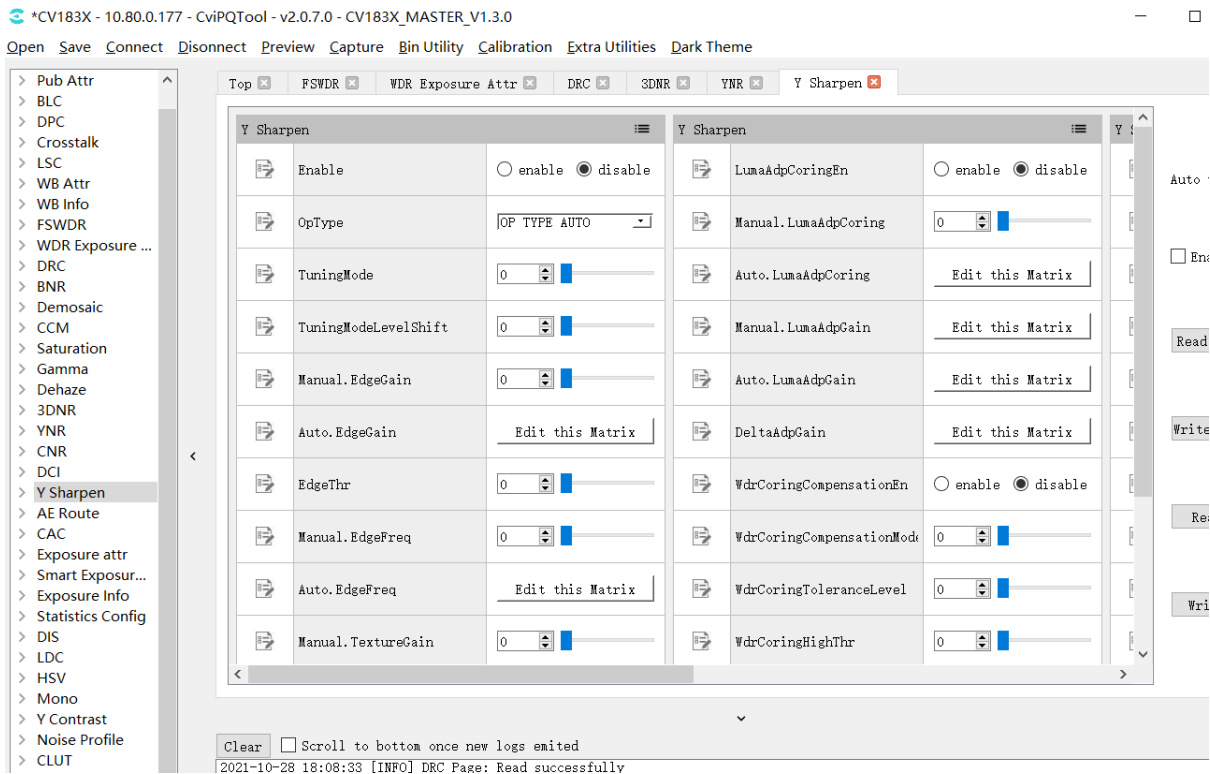 *CV183X - 10.80.0.177 - CviPQTool - v2.0.7.0 - CV183X_MASTER_V1.3.0
Open Save Connect Disonnect Preview Capture Bin Utility Calibration Extra Utilities Dark Theme
Pub Attr
BLC
DPC
Crosstalk
LSC
WB Attr
WB Info
FSWDR
WDR Exposure ...
DRC
BNR
Demosaic
CCM
Saturation
Gamma
Dehaze
3DNR
YNR
CNR
DCI
Y Sharpen
AE Route
CAC
Exposure attr
Smart Exposur...
Exposure Info
Statistics Config
DIS
LDC
HSV
Mono
Y Contrast
Noise Profile
CLUT
Top FSWDR WDR Exposure Attr DRC 3DNR YNR Y Sharpen
Y Sharpen
Enable enable disable
OpType OP TYPE AUTO
TuningMode 0
TuningModeLevelShift 0
Manual.EdgeGain 0
Auto.EdgeGain Edit this Matrix
EdgeThr 0
Manual.EdgeFreq 0
Auto.EdgeFreq Edit this Matrix
Manual.TextureGain 0
Y Sharpen
LumaAdpCoringEn enable disable
Manual.LumaAdpCoring 0
Auto.LumaAdpCoring Edit this Matrix
Manual.LumaAdpGain Edit this Matrix
Auto.LumaAdpGain Edit this Matrix
DeltaAdpGain Edit this Matrix
WdrCoringCompensationEn enable disable
WdrCoringCompensationMode 0
WdrCoringToleranceLevel 0
WdrCoringHighThr 0
Y
Auto
Read
Write
Clear Scroll to bottom once new logs emited
2021-10-28 18:08:33 [INFO] DRC Page: Read successfully